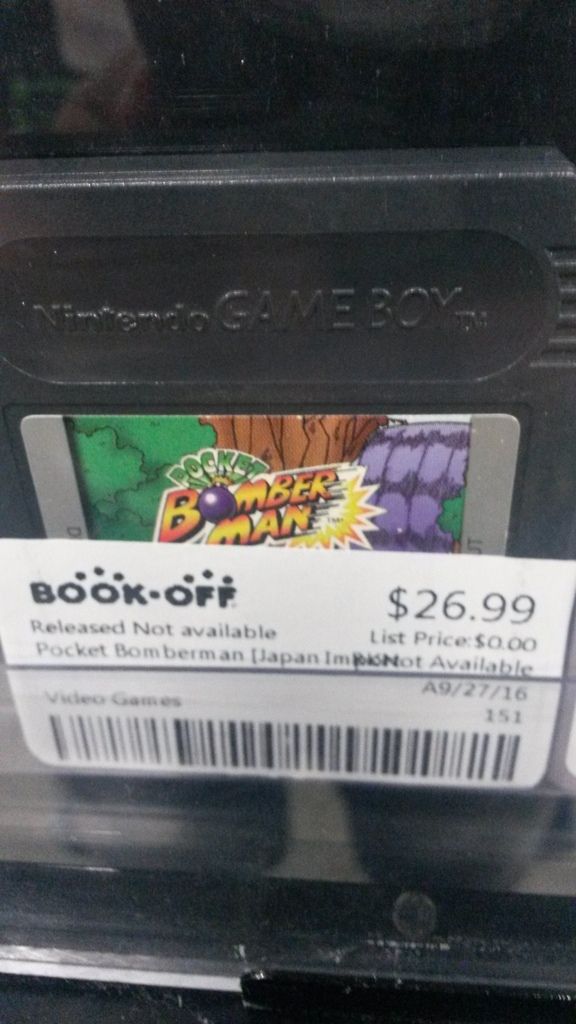 Nintendo GAME BOY TM
POCKET
BOMBER
MAN TM
BOOK-OFF
$26.99
Released Not available
List Price:$0.00
Pocket Bomberman [Japan Not Available
A9/27/16
Video Games
151